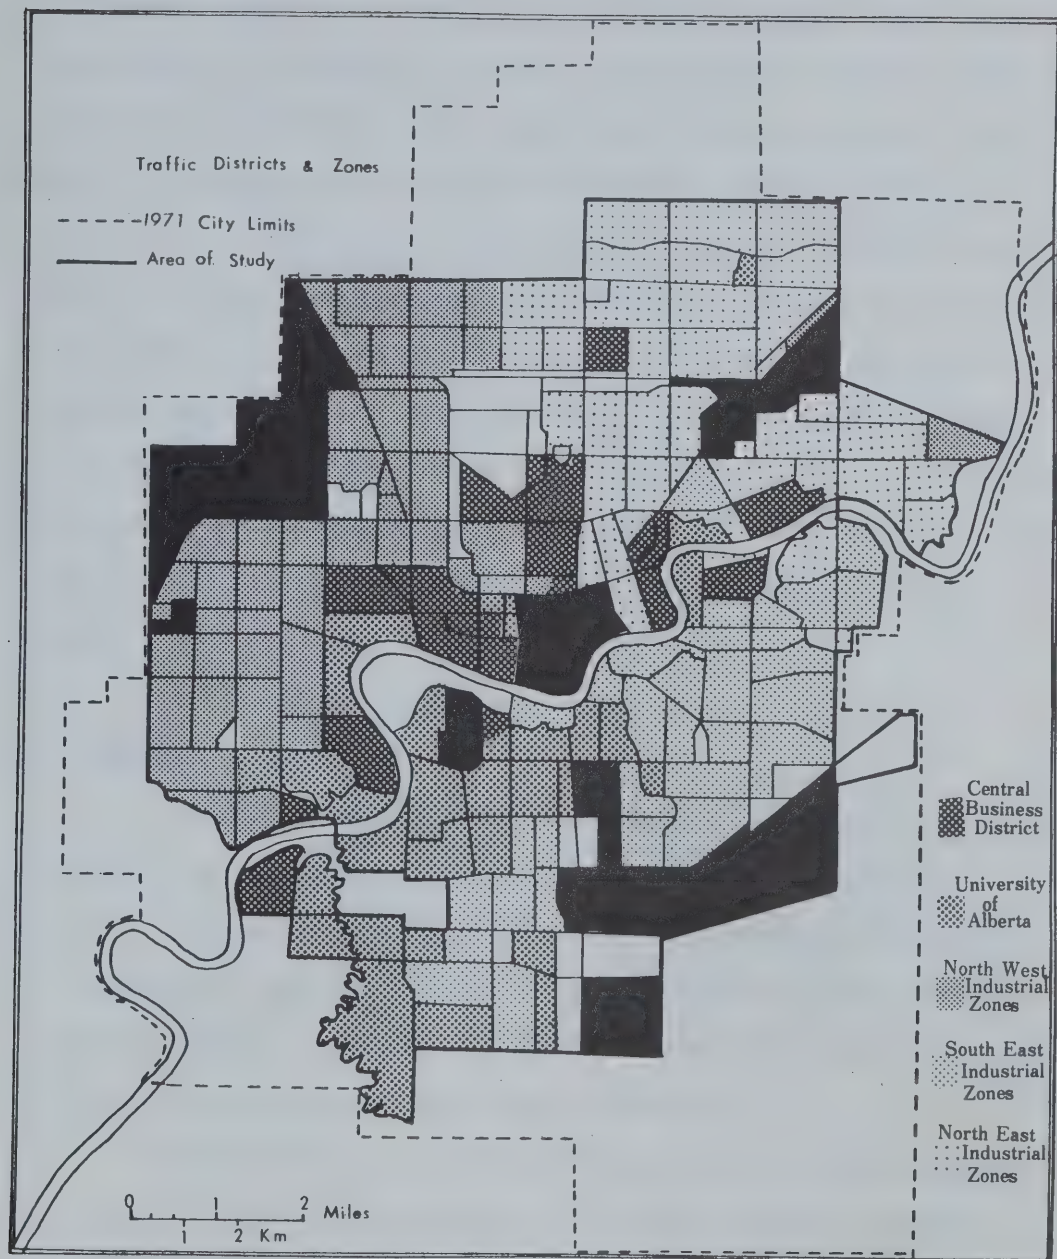 Traffic Districts & Zones
1971 City Limits
Area of Study
Central
Business
District
University
of
Alberta
North West
Industrial
Zones
South East
Industrial
Zones
North East
Industrial
Zones
0 1 2 Miles
1 2 Km